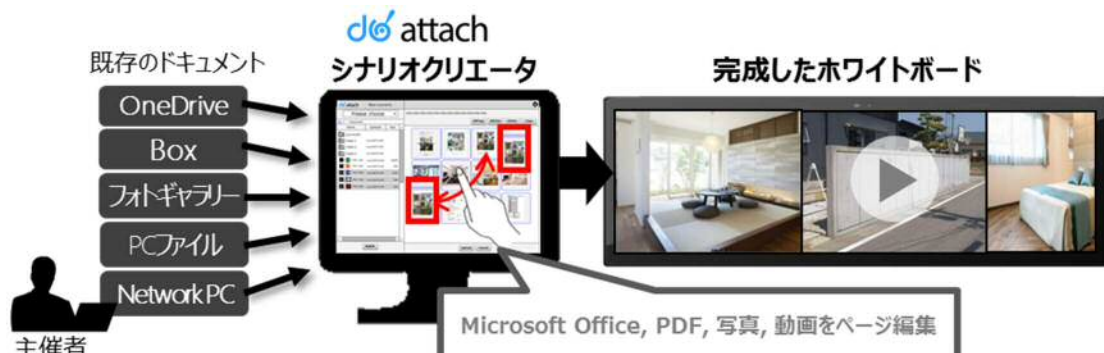 do attach
シナリオクリエータ
既存のドキュメント
OneDrive
Box
フォトギャラリー
PCファイル
Network PC
主催者
完成したホワイトボード
Microsoft Office, PDF, 写真, 動画をページ編集